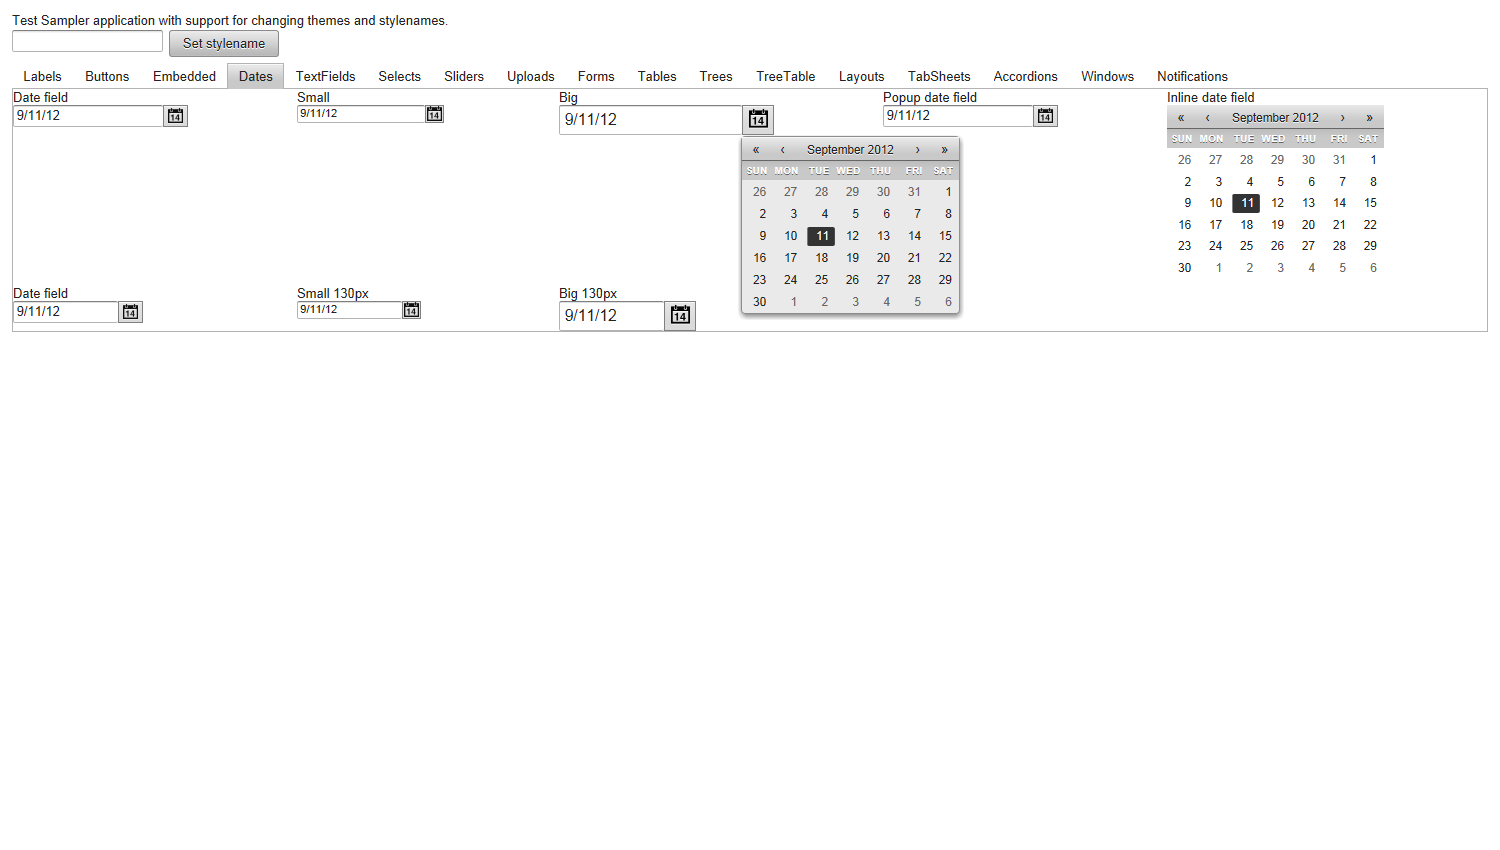 Test Sampler application with support for changing themes and stylenames.
Set stylename
Labels Buttons Embedded Dates TextFields Selects Sliders Uploads Forms Tables Trees TreeTable Layouts TabSheets Accordions Windows Notifications
Date field Small Big Popup date field Inline date field
9/11/12 14 9/11/12 14 9/11/12 14 9/11/12 14
« ‹ September 2012 › »
SUN MON TUE WED THU FRI SAT
26 27 28 29 30 31 1
2 3 4 5 6 7 8
9 10 11 12 13 14 15
16 17 18 19 20 21 22
23 24 25 26 27 28 29
30 1 2 3 4 5 6
« ‹ September 2012 › »
SUN MON TUE WED THU FRI SAT
26 27 28 29 30 31 1
2 3 4 5 6 7 8
9 10 11 12 13 14 15
16 17 18 19 20 21 22
23 24 25 26 27 28 29
30 1 2 3 4 5 6
Date field Small 130px Big 130px
9/11/12 14 9/11/12 14 9/11/12 14